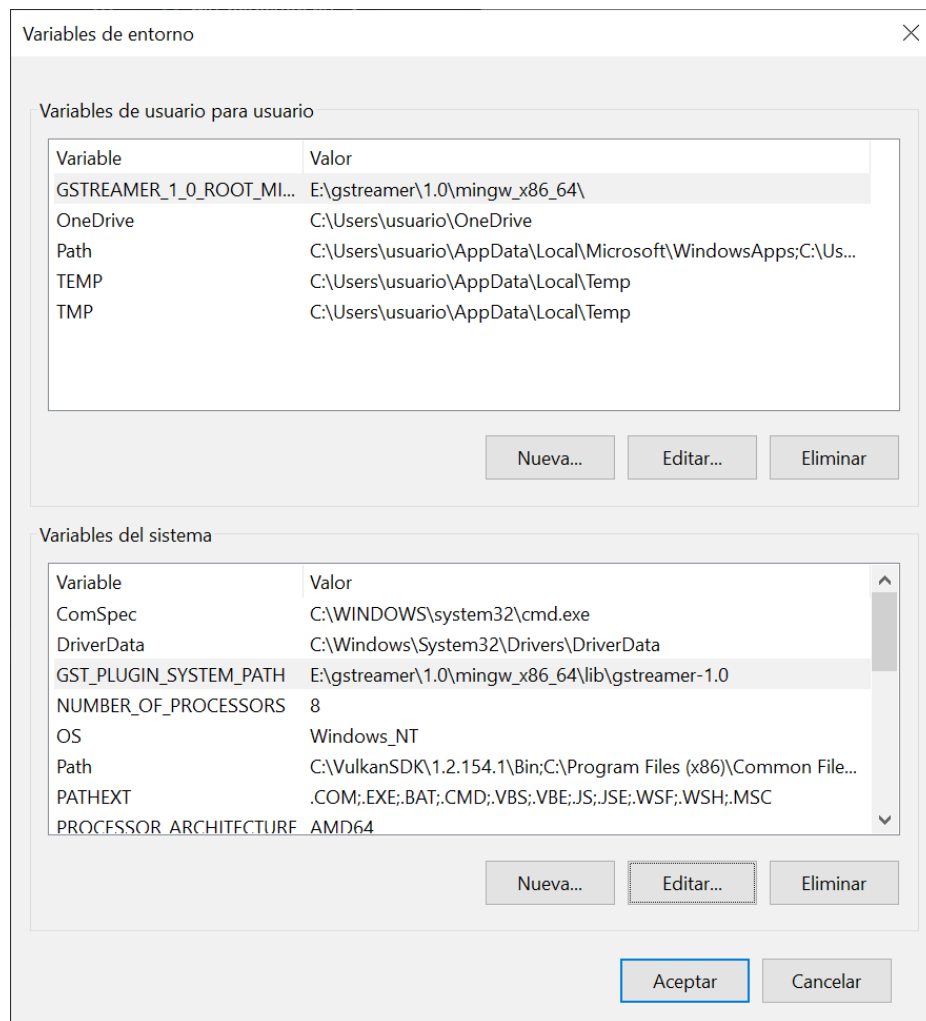 Variables de entorno
Variables de usuario para usuario
Variable Valor
GSTREAMER_1_0_ROOT_MI... E:\gstreamer\1.0\mingw_x86_64\
OneDrive C:\Users\usuario\OneDrive
Path C:\Users\usuario\AppData\Local\Microsoft\WindowsApps;C:\Us...
TEMP C:\Users\usuario\AppData\Local\Temp
TMP C:\Users\usuario\AppData\Local\Temp
Nueva... Editar... Eliminar
Variables del sistema
Variable Valor
ComSpec C:\WINDOWS\system32\cmd.exe
DriverData C:\Windows\System32\Drivers\DriverData
GST_PLUGIN_SYSTEM_PATH E:\gstreamer\1.0\mingw_x86_64\lib\gstreamer-1.0
NUMBER_OF_PROCESSORS 8
OS Windows_NT
Path C:\VulkanSDK\1.2.154.1\Bin;C:\Program Files (x86)\Common File...
PATHEXT .COM;.EXE;.BAT;.CMD;.VBS;.VBE;.JS;.JSE;.WSF;.WSH;.MSC
PROCESSOR_ARCHITECTURE AMD64
Nueva... Editar... Eliminar
Aceptar Cancelar